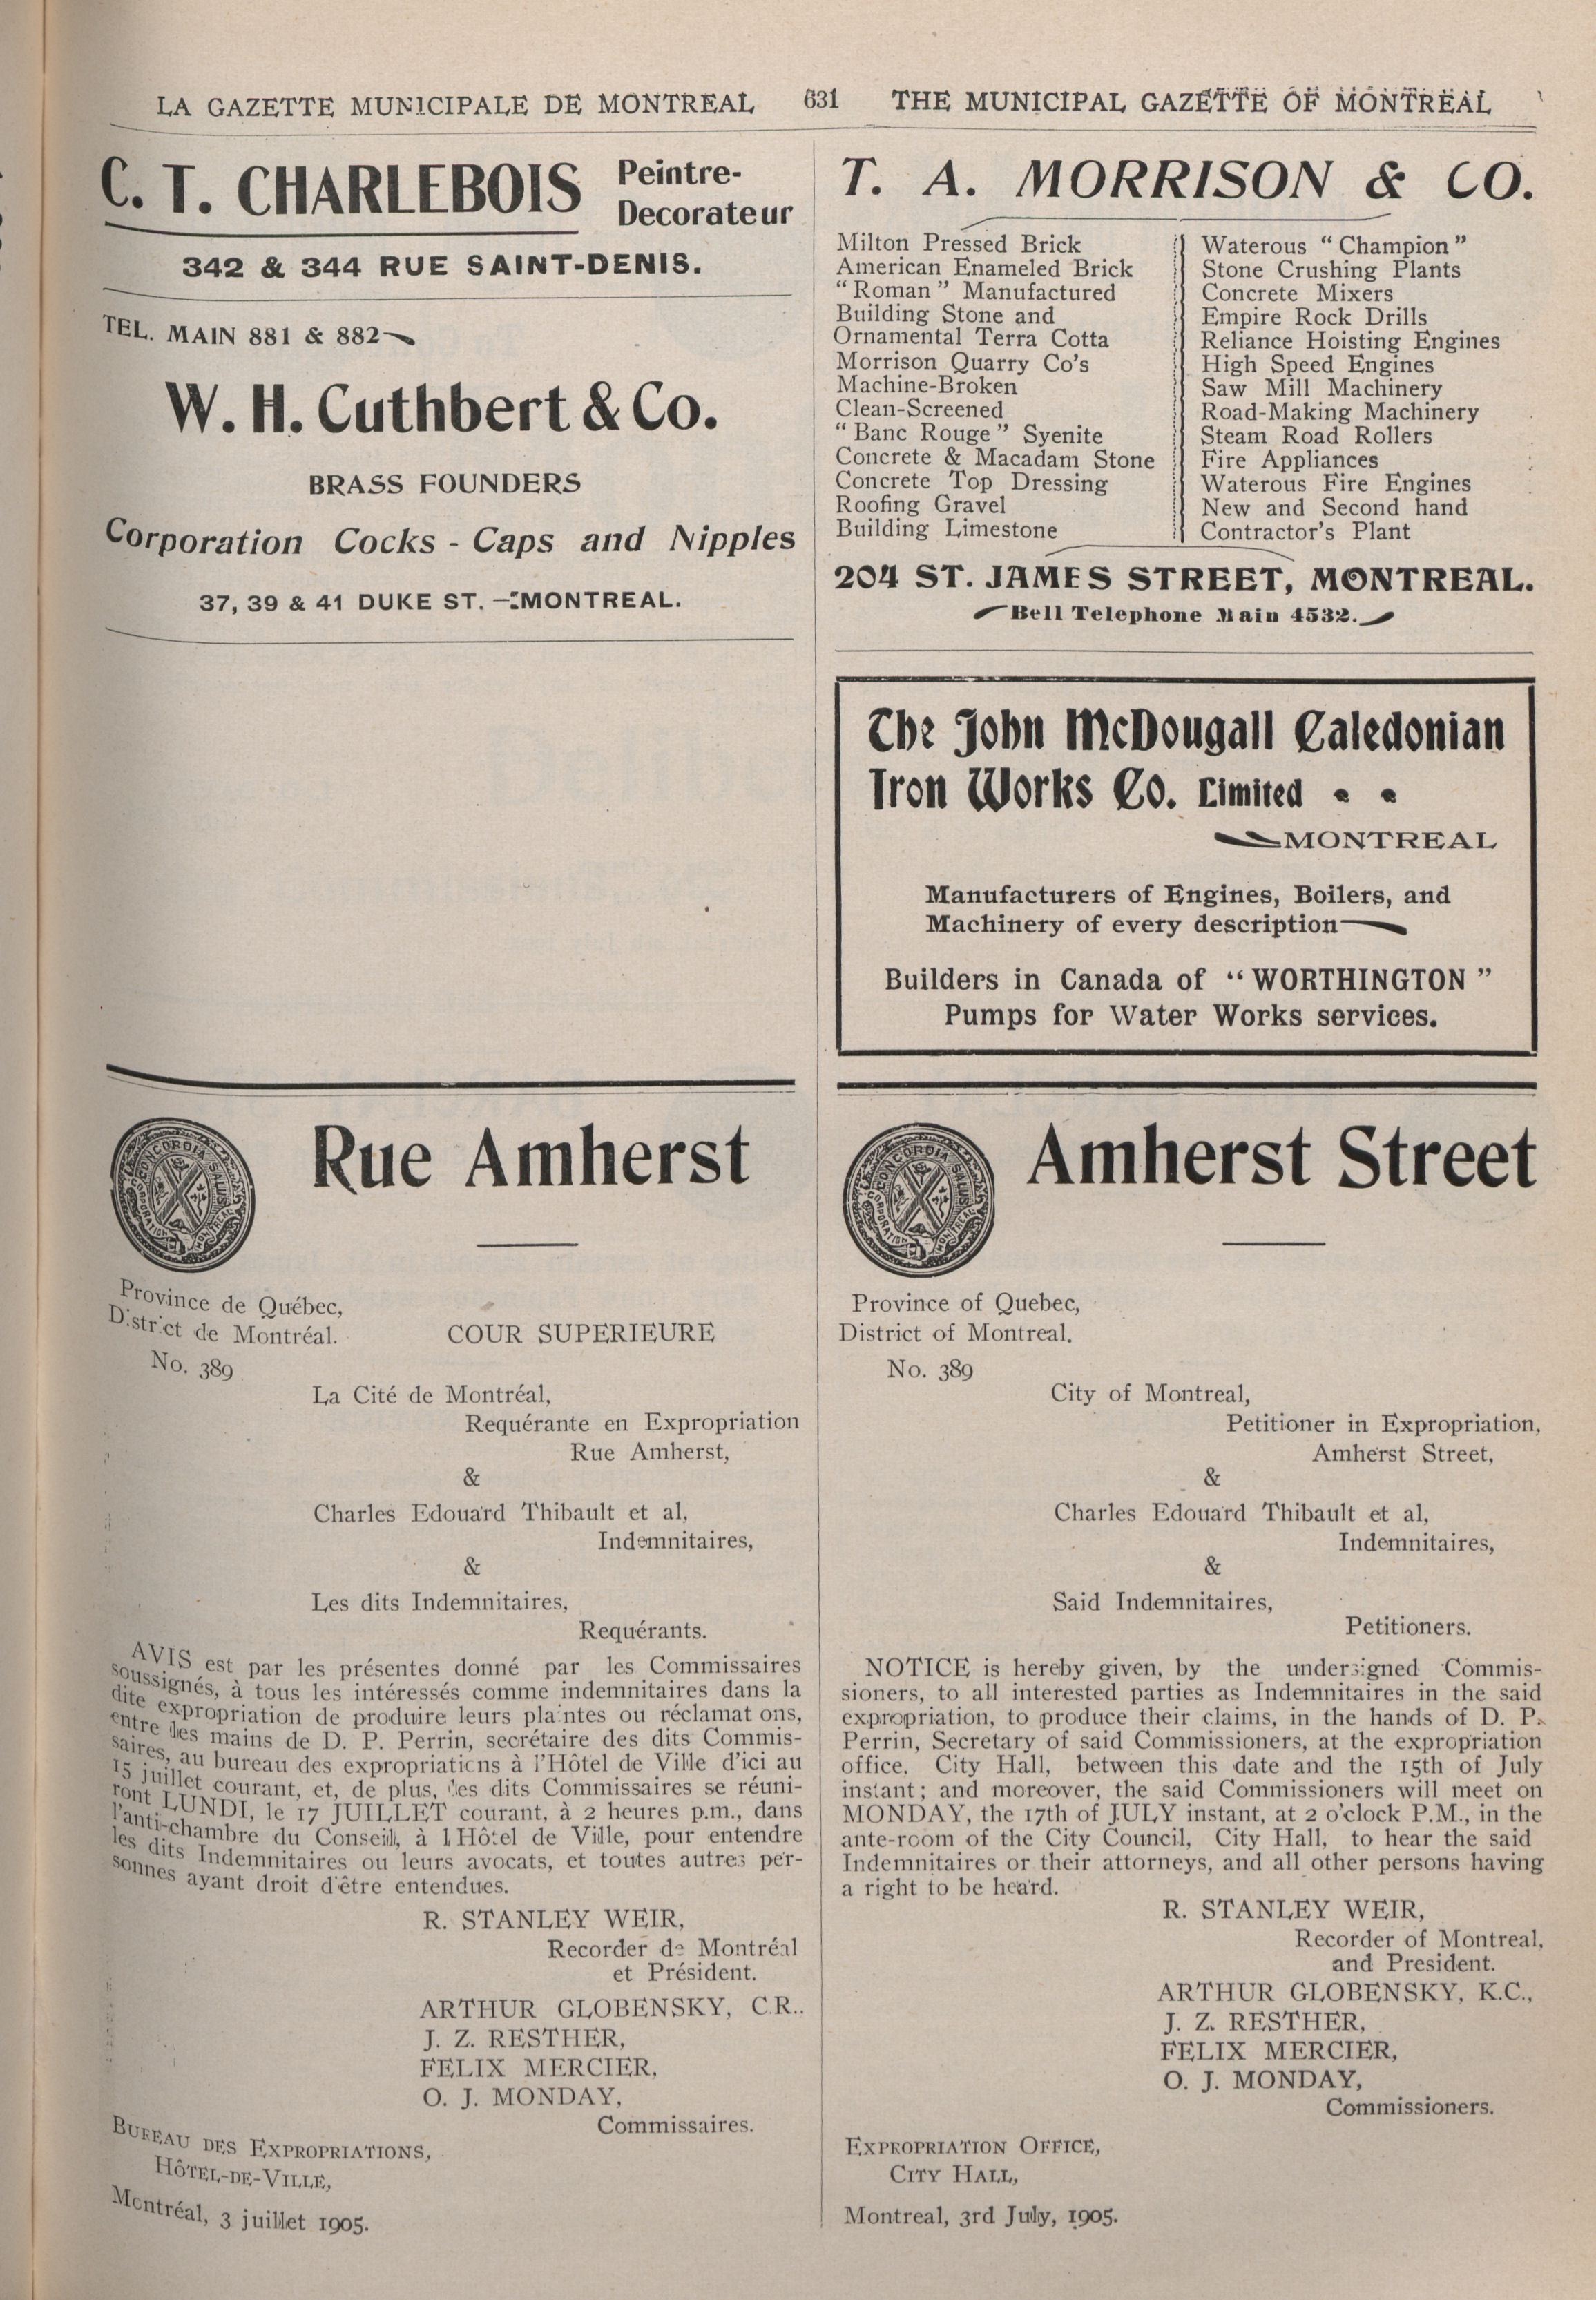 LA GAZETTE MUNICIPALE DE MONTREAL 631 THE MUNICIPAL GAZETTE OF MONTREAL
C. T. CHARLEBOIS Peintre-
Decorateur
342 & 344 RUE SAINT-DENIS.
TEL. MAIN 881 & 882
W. H. Cuthbert & Co.
BRASS FOUNDERS
Corporation Cocks - Caps and Nipples
37, 39 & 41 DUKE ST. — MONTREAL.
T. A. MORRISON & CO.
Milton Pressed Brick
American Enameled Brick
"Roman" Manufactured
Building Stone and
Ornamental Terra Cotta
Morrison Quarry Co's
Machine-Broken
Clean-Screened
"Banc Rouge" Syenite
Concrete & Macadam Stone
Concrete Top Dressing
Roofing Gravel
Building Limestone
Waterous "Champion"
Stone Crushing Plants
Concrete Mixers
Empire Rock Drills
Reliance Hoisting Engines
High Speed Engines
Saw Mill Machinery
Road-Making Machinery
Steam Road Rollers
Fire Appliances
Waterous Fire Engines
New and Second hand
Contractor's Plant
204 ST. JAMES STREET, MONTREAL.
Bell Telephone Main 4532.
The John McDougall Caledonian
Iron Works Co. Limited
MONTREAL
Manufacturers of Engines, Boilers, and
Machinery of every description
Builders in Canada of "WORTHINGTON"
Pumps for Water Works services.
Rue Amherst
CONCORDIA SALUS
Province de Québec,
District de Montréal. COUR SUPERIEURE
No. 389
La Cité de Montréal,
Requérante en Expropriation
Rue Amherst,
&
Charles Edouard Thibault et al,
Indemnitaires,
&
Les dits Indemnitaires,
Requérants.
AVIS est par les présentes donné par les Commissaires
soussignés, à tous les intéressés comme indemnitaires dans la
dite expropriation de produire leurs plaintes ou réclamat ons,
entre les mains de D. P. Perrin, secrétaire des dits Commis-
saires, au bureau des expropriations à l'Hôtel de Ville d'ici au
15 juillet courant, et, de plus, les dits Commissaires se réuni-
ront LUNDI, le 17 JUILLET courant, à 2 heures p.m., dans
l'anti-chambre du Conseil, à l Hôtel de Ville, pour entendre
les dits Indemnitaires ou leurs avocats, et toutes autres per-
sonnes ayant droit d'être entendues.
R. STANLEY WEIR,
Recorder de Montréal
et Président.
ARTHUR GLOBENSKY, C.R..
J. Z. RESTHER,
FELIX MERCIER,
O. J. MONDAY,
Commissaires.
BUREAU DES EXPROPRIATIONS,
HÔTEL-DE-VILLE,
Montréal, 3 juillet 1905.
Amherst Street
CONCORDIA SALUS
Province of Quebec,
District of Montreal.
No. 389
City of Montreal,
Petitioner in Expropriation,
Amherst Street,
&
Charles Edouard Thibault et al,
Indemnitaires,
&
Said Indemnitaires,
Petitioners.
NOTICE is hereby given, by the undersigned Commis-
sioners, to all interested parties as Indemnitaires in the said
expropriation, to produce their claims, in the hands of D. P.
Perrin, Secretary of said Commissioners, at the expropriation
office, City Hall, between this date and the 15th of July
instant; and moreover, the said Commissioners will meet on
MONDAY, the 17th of JULY instant, at 2 o'clock P.M., in the
ante-room of the City Council, City Hall, to hear the said
Indemnitaires or their attorneys, and all other persons having
a right to be heard.
R. STANLEY WEIR,
Recorder of Montreal,
and President.
ARTHUR GLOBENSKY, K.C.,
J. Z. RESTHER,
FELIX MERCIER,
O. J. MONDAY,
Commissioners.
EXPROPRIATION OFFICE,
CITY HALL,
Montreal, 3rd July, 1905.